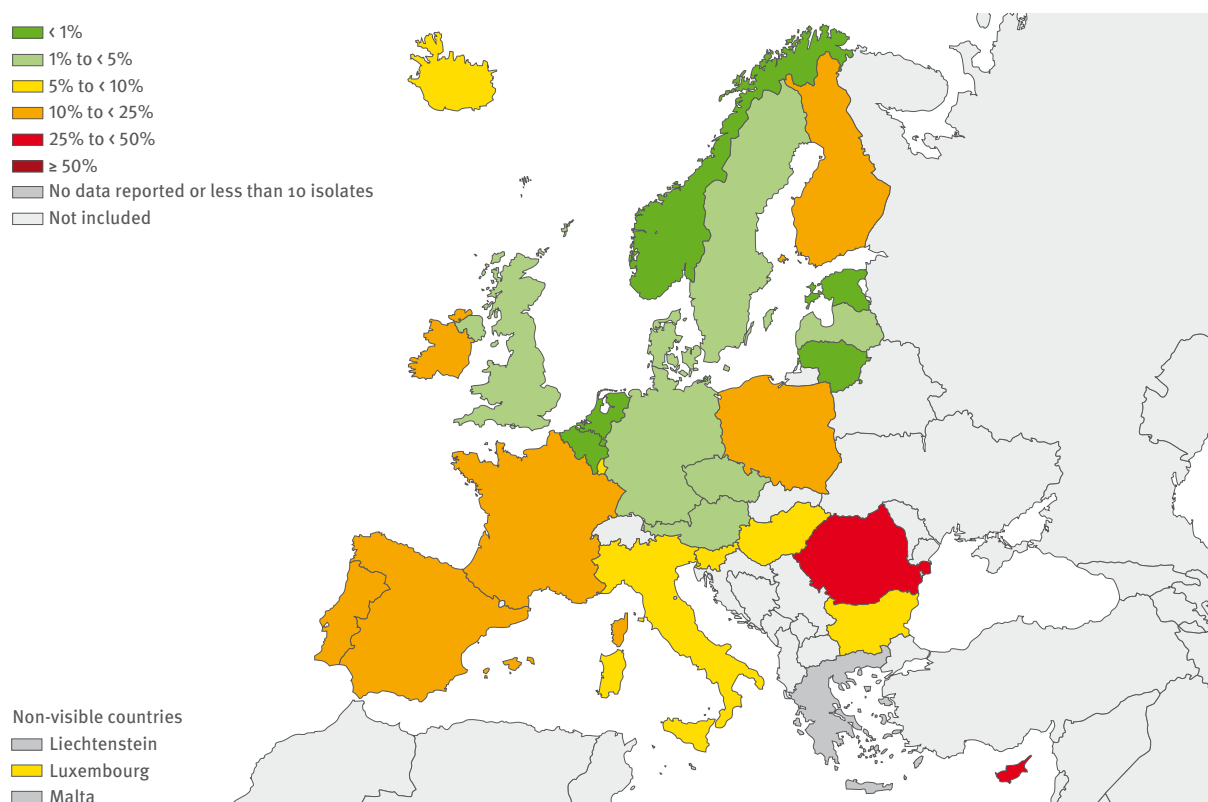 < 1%
1% to < 5%
5% to < 10%
10% to < 25%
25% to < 50%
≥ 50%
No data reported or less than 10 isolates
Not included
Non-visible countries
Liechtenstein
Luxembourg
Malta